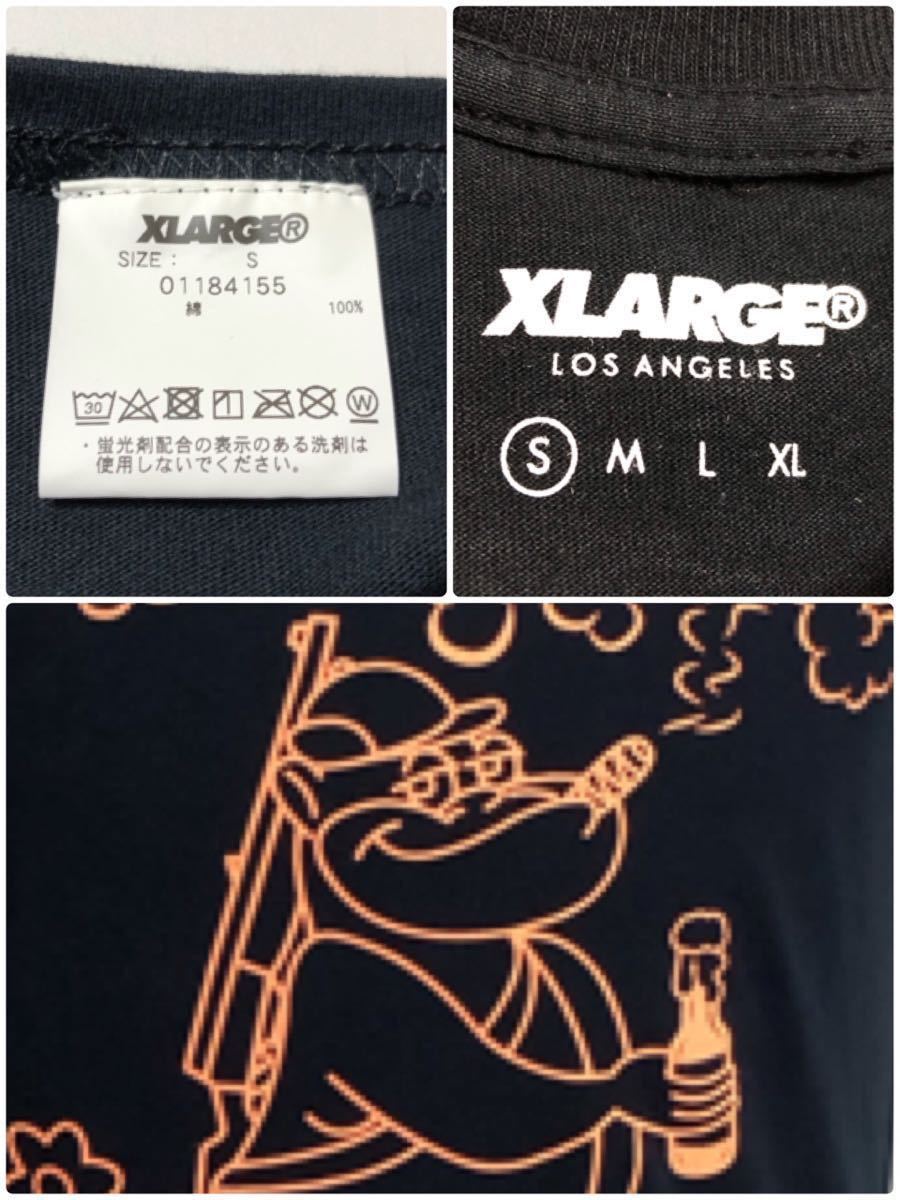 XLARGE®
SIZE : S
01184155
綿 100%
30 W
・蛍光剤配合の表示のある洗剤は
使用しないでください。
XLARGE®
LOS ANGELES
S M L XL